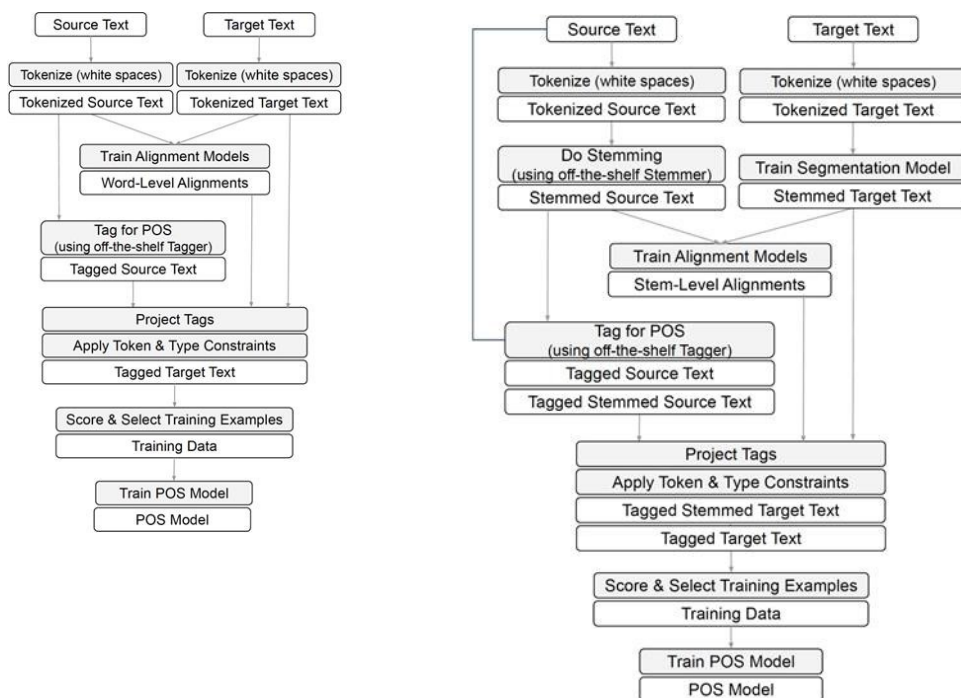 Source Text
Target Text
Tokenize (white spaces)
Tokenize (white spaces)
Tokenized Source Text
Tokenized Target Text
Train Alignment Models
Word-Level Alignments
Tag for POS
(using off-the-shelf Tagger)
Tagged Source Text
Project Tags
Apply Token & Type Constraints
Tagged Target Text
Score & Select Training Examples
Training Data
Train POS Model
POS Model
Source Text
Target Text
Tokenize (white spaces)
Tokenize (white spaces)
Tokenized Source Text
Tokenized Target Text
Do Stemming
(using off-the-shelf Stemmer)
Train Segmentation Model
Stemmed Source Text
Stemmed Target Text
Train Alignment Models
Stem-Level Alignments
Tag for POS
(using off-the-shelf Tagger)
Tagged Source Text
Tagged Stemmed Source Text
Project Tags
Apply Token & Type Constraints
Tagged Stemmed Target Text
Tagged Target Text
Score & Select Training Examples
Training Data
Train POS Model
POS Model